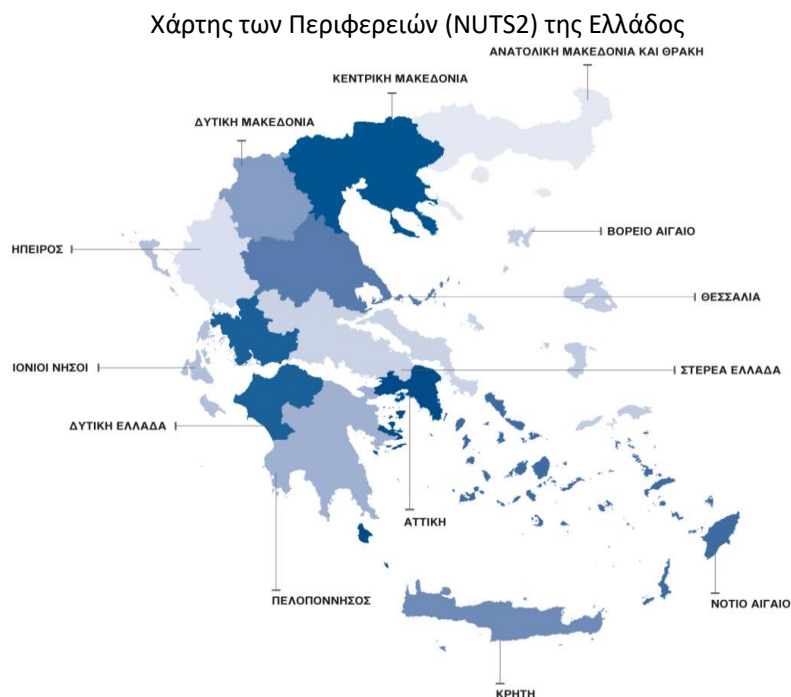 Χάρτης των Περιφερειών (NUTS2) της Ελλάδος
ΑΝΑΤΟΛΙΚΗ ΜΑΚΕΔΟΝΙΑ ΚΑΙ ΘΡΑΚΗ
ΚΕΝΤΡΙΚΗ ΜΑΚΕΔΟΝΙΑ
ΔΥΤΙΚΗ ΜΑΚΕΔΟΝΙΑ
ΒΟΡΕΙΟ ΑΙΓΑΙΟ
ΗΠΕΙΡΟΣ
ΘΕΣΣΑΛΙΑ
ΙΟΝΙΟΙ ΝΗΣΟΙ
ΣΤΕΡΕΑ ΕΛΛΑΔΑ
ΔΥΤΙΚΗ ΕΛΛΑΔΑ
ΑΤΤΙΚΗ
ΠΕΛΟΠΟΝΝΗΣΟΣ
ΝΟΤΙΟ ΑΙΓΑΙΟ
ΚΡΗΤΗ